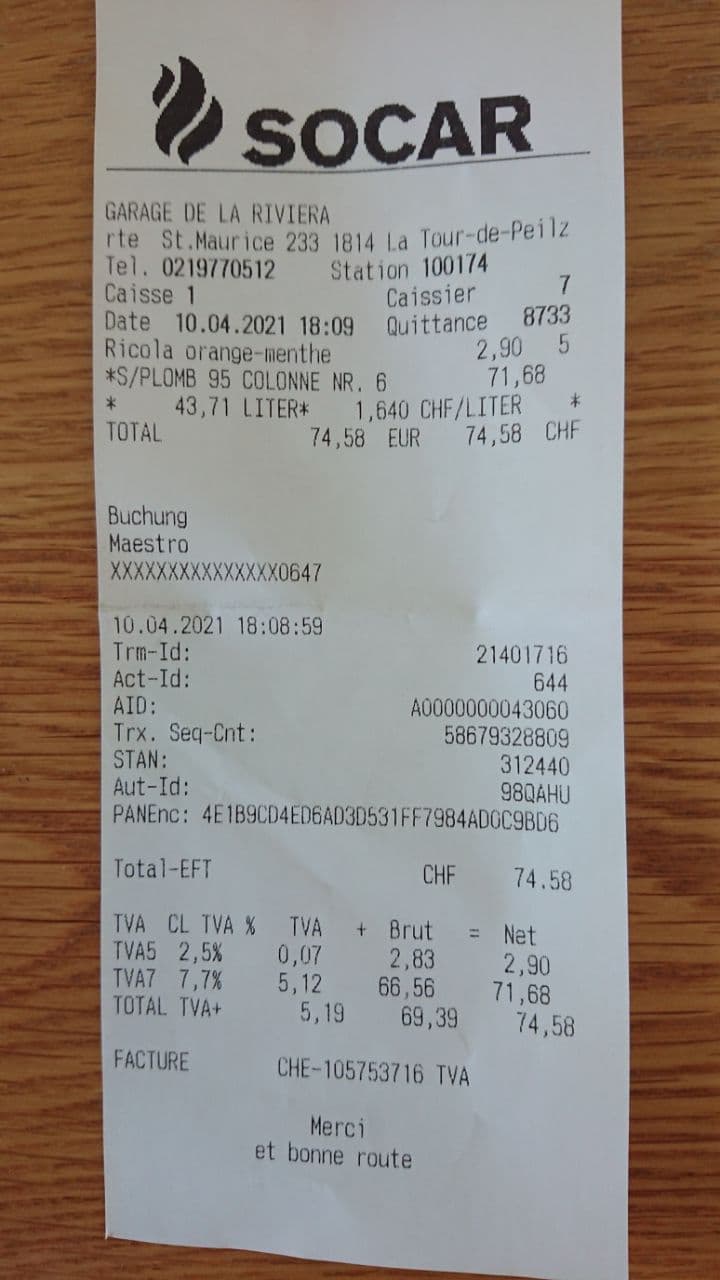 SOCAR
GARAGE DE LA RIVIERA
rte St.Maurice 233 1814 La Tour-de-Peilz
Tel. 0219770512 Station 100174
Caisse 1 Caissier 7
Date 10.04.2021 18:09 Quittance 8733
Ricola orange-menthe 2,90 5
*S/PLOMB 95 COLONNE NR. 6 71,68
* 43,71 LITER* 1,640 CHF/LITER *
TOTAL 74,58 EUR 74,58 CHF
Buchung
Maestro
XXXXXXXXXXXXXXX0647
10.04.2021 18:08:59
Trm-Id: 21401716
Act-Id: 644
AID: A0000000043060
Trx. Seq-Cnt: 58679328809
STAN: 312440
Aut-Id: 98QAHU
PANEnc: 4E1B9CD4ED6AD3D531FF7984AD0C9BD6
Total-EFT CHF 74.58
TVA CL TVA % TVA + Brut = Net
TVA5 2,5% 0,07 2,83 2,90
TVA7 7,7% 5,12 66,56 71,68
TOTAL TVA+ 5,19 69,39 74,58
FACTURE CHE-105753716 TVA
Merci
et bonne route